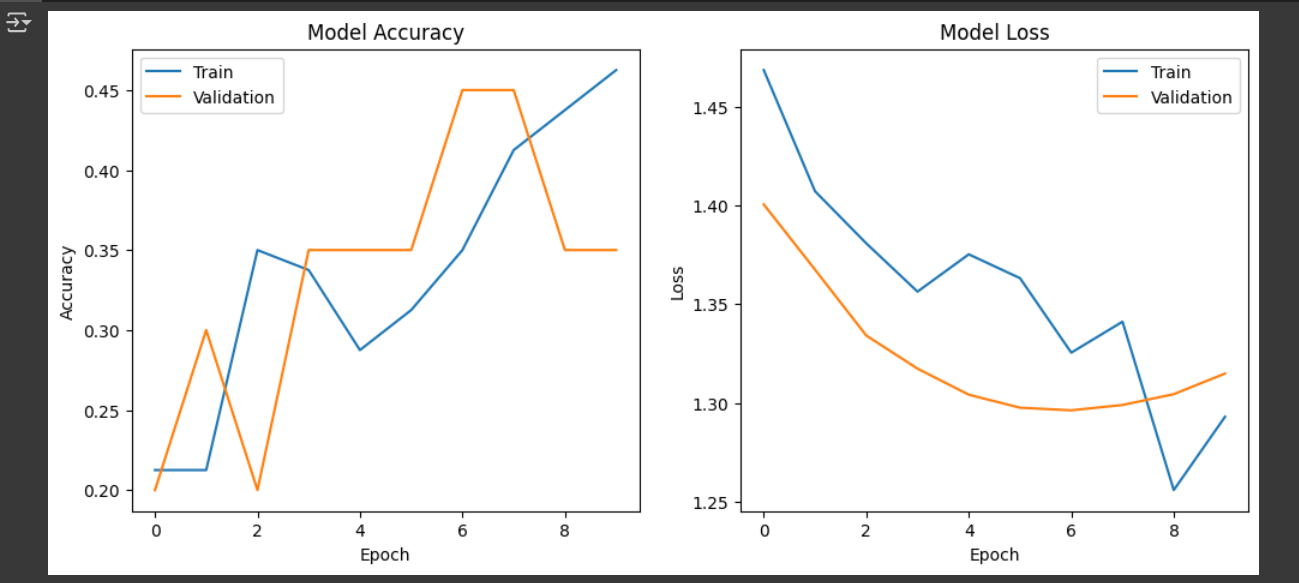 Model Accuracy
Train
Validation
0.45
0.40
0.35
0.30
0.25
0.20
Accuracy
0 2 4 6 8
Epoch
Model Loss
Train
Validation
1.45
1.40
1.35
1.30
1.25
Loss
0 2 4 6 8
Epoch